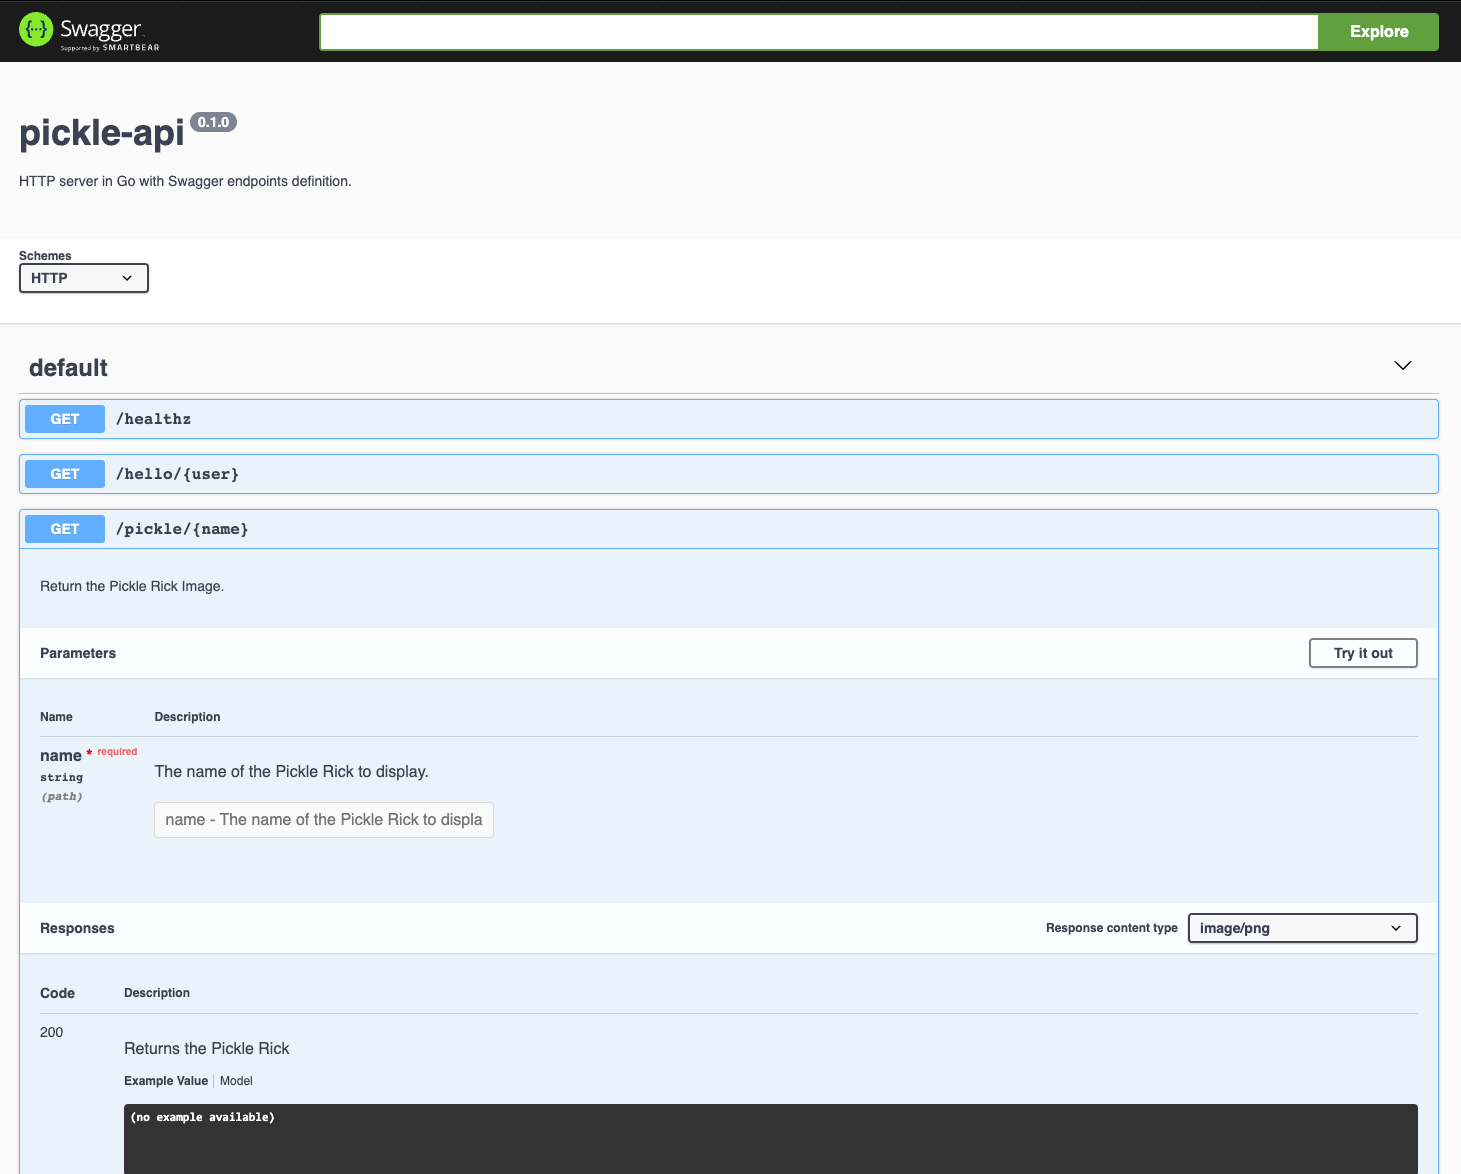 {...} Swagger
Supported by SMARTBEAR
Explore
pickle-api 0.1.0
HTTP server in Go with Swagger endpoints definition.
Schemes
HTTP
default
GET /healthz
GET /hello/{user}
GET /pickle/{name}
Return the Pickle Rick Image.
Parameters Try it out
Name Description
name * required
string
(path)
The name of the Pickle Rick to display.
name - The name of the Pickle Rick to displa
Responses Response content type image/png
Code Description
200
Returns the Pickle Rick
Example Value Model
(no example available)